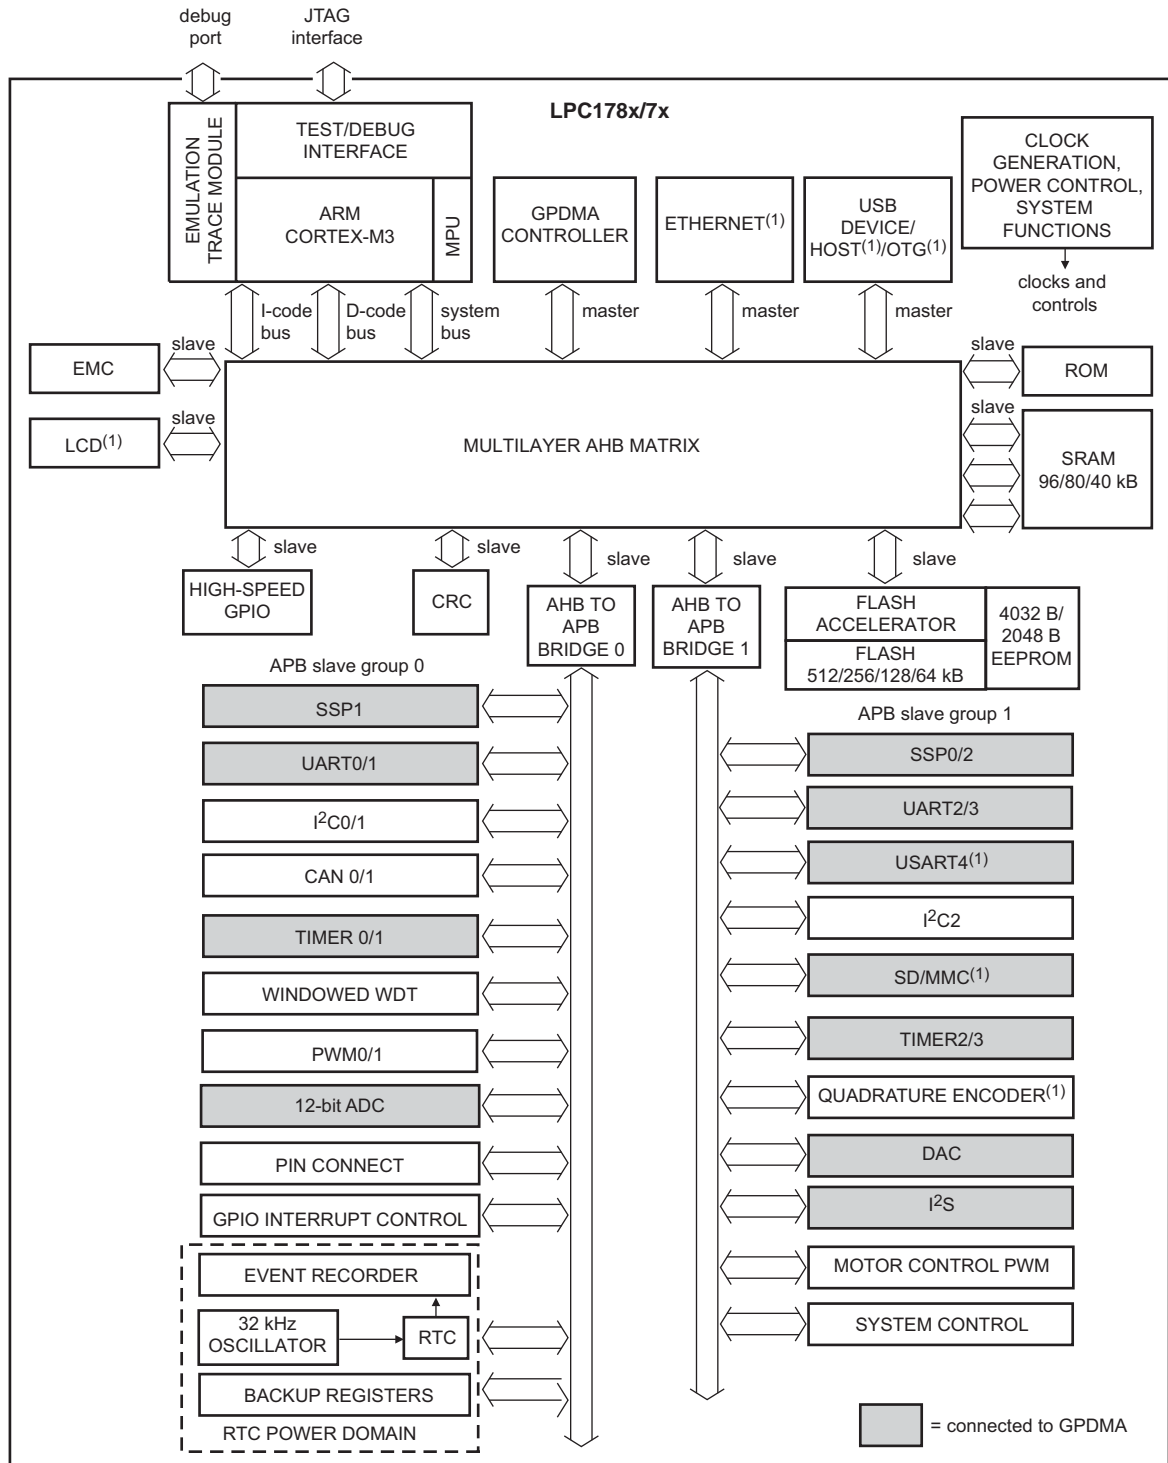 debug
port
JTAG
interface
LPC178x/7x
EMULATION
TRACE MODULE
TEST/DEBUG
INTERFACE
ARM
CORTEX-M3
MPU
GPDMA
CONTROLLER
ETHERNET(1)
USB
DEVICE/
HOST(1)/OTG(1)
CLOCK
GENERATION,
POWER CONTROL,
SYSTEM
FUNCTIONS
clocks and
controls
I-code
bus
D-code
bus
system
bus
master
master
master
slave
EMC
slave
LCD(1)
MULTILAYER AHB MATRIX
slave
ROM
slave
SRAM
96/80/40 kB
slave
HIGH-SPEED
GPIO
slave
CRC
slave
AHB TO
APB
BRIDGE 0
slave
AHB TO
APB
BRIDGE 1
slave
FLASH
ACCELERATOR
FLASH
512/256/128/64 kB
4032 B/
2048 B
EEPROM
APB slave group 0
SSP1
UART0/1
I2C0/1
CAN 0/1
TIMER 0/1
WINDOWED WDT
PWM0/1
12-bit ADC
PIN CONNECT
GPIO INTERRUPT CONTROL
EVENT RECORDER
32 kHz
OSCILLATOR
RTC
BACKUP REGISTERS
RTC POWER DOMAIN
APB slave group 1
SSP0/2
UART2/3
USART4(1)
I2C2
SD/MMC(1)
TIMER2/3
QUADRATURE ENCODER(1)
DAC
I2S
MOTOR CONTROL PWM
SYSTEM CONTROL
= connected to GPDMA